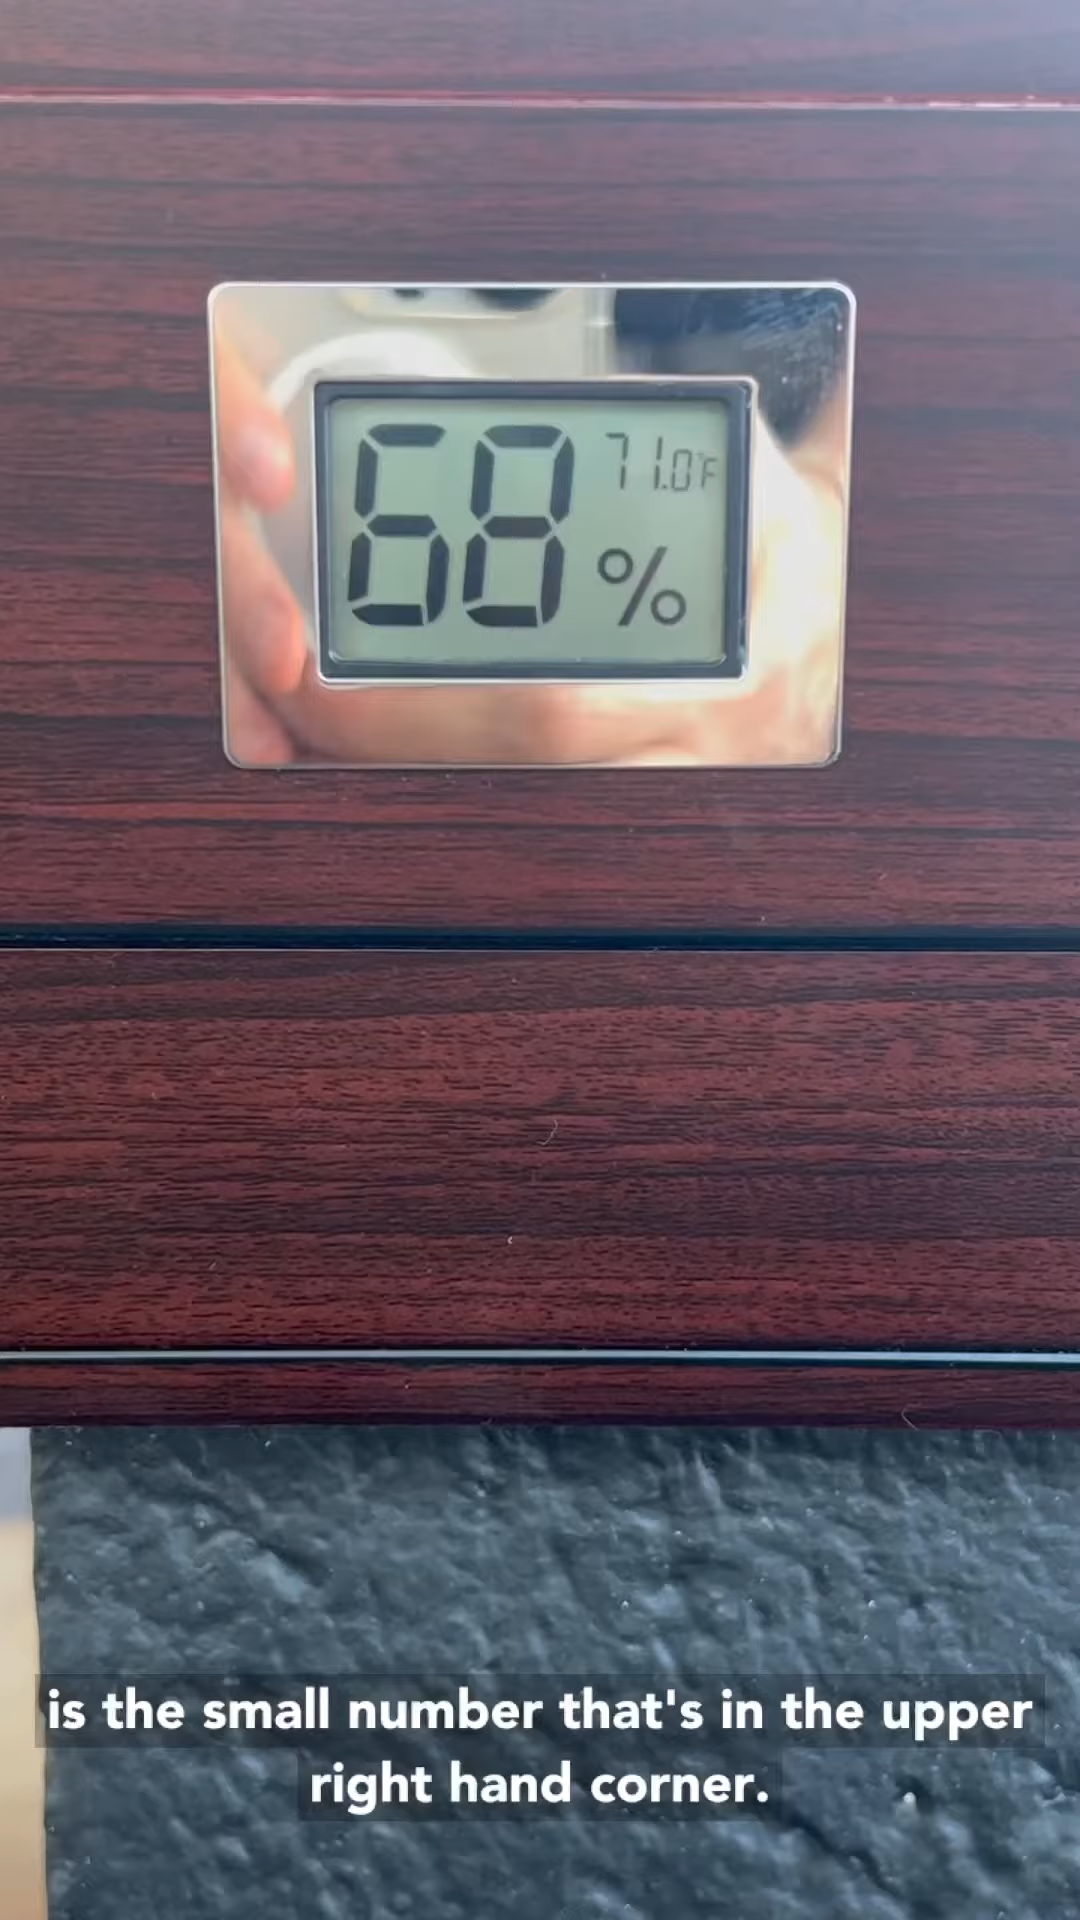 68 71.0°F
%
is the small number that's in the upper
right hand corner.